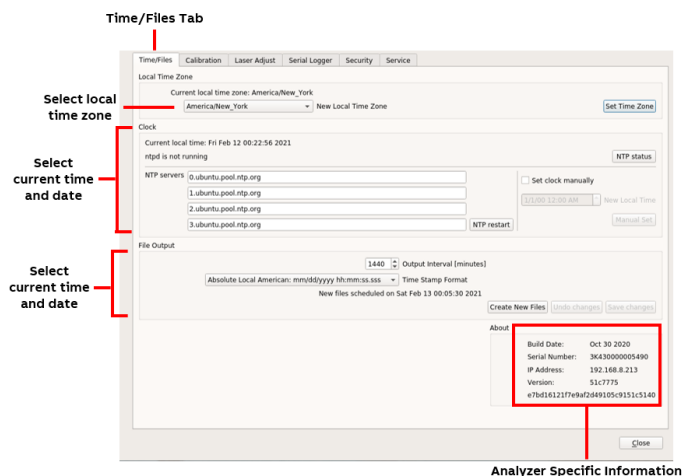 Time/Files Tab
Time/Files Calibration Laser Adjust Serial Logger Security Service
Local Time Zone
Current local time zone: America/New_York
Select local time zone
America/New_York New Local Time Zone Set Time Zone
Clock
Current local time: Fri Feb 12 00:22:56 2021
ntpd is not running NTP status
Select current time and date
NTP servers 0.ubuntu.pool.ntp.org Set clock manually
1.ubuntu.pool.ntp.org 1/1/00 12:00 AM New Local Time
2.ubuntu.pool.ntp.org Manual Set
3.ubuntu.pool.ntp.org NTP restart
File Output
Select current time and date
1440 Output Interval [minutes]
Absolute Local American: mm/dd/yyyy hh:mm:ss.sss Time Stamp Format
New files scheduled on Sat Feb 13 00:05:30 2021
Create New Files Undo changes Save changes
About
Build Date: Oct 30 2020
Serial Number: 3K430000005490
IP Address: 192.168.8.213
Version: 51c7775
e7bd16121f7e9af2d49105c9151c5140
Close
Analyzer Specific Information